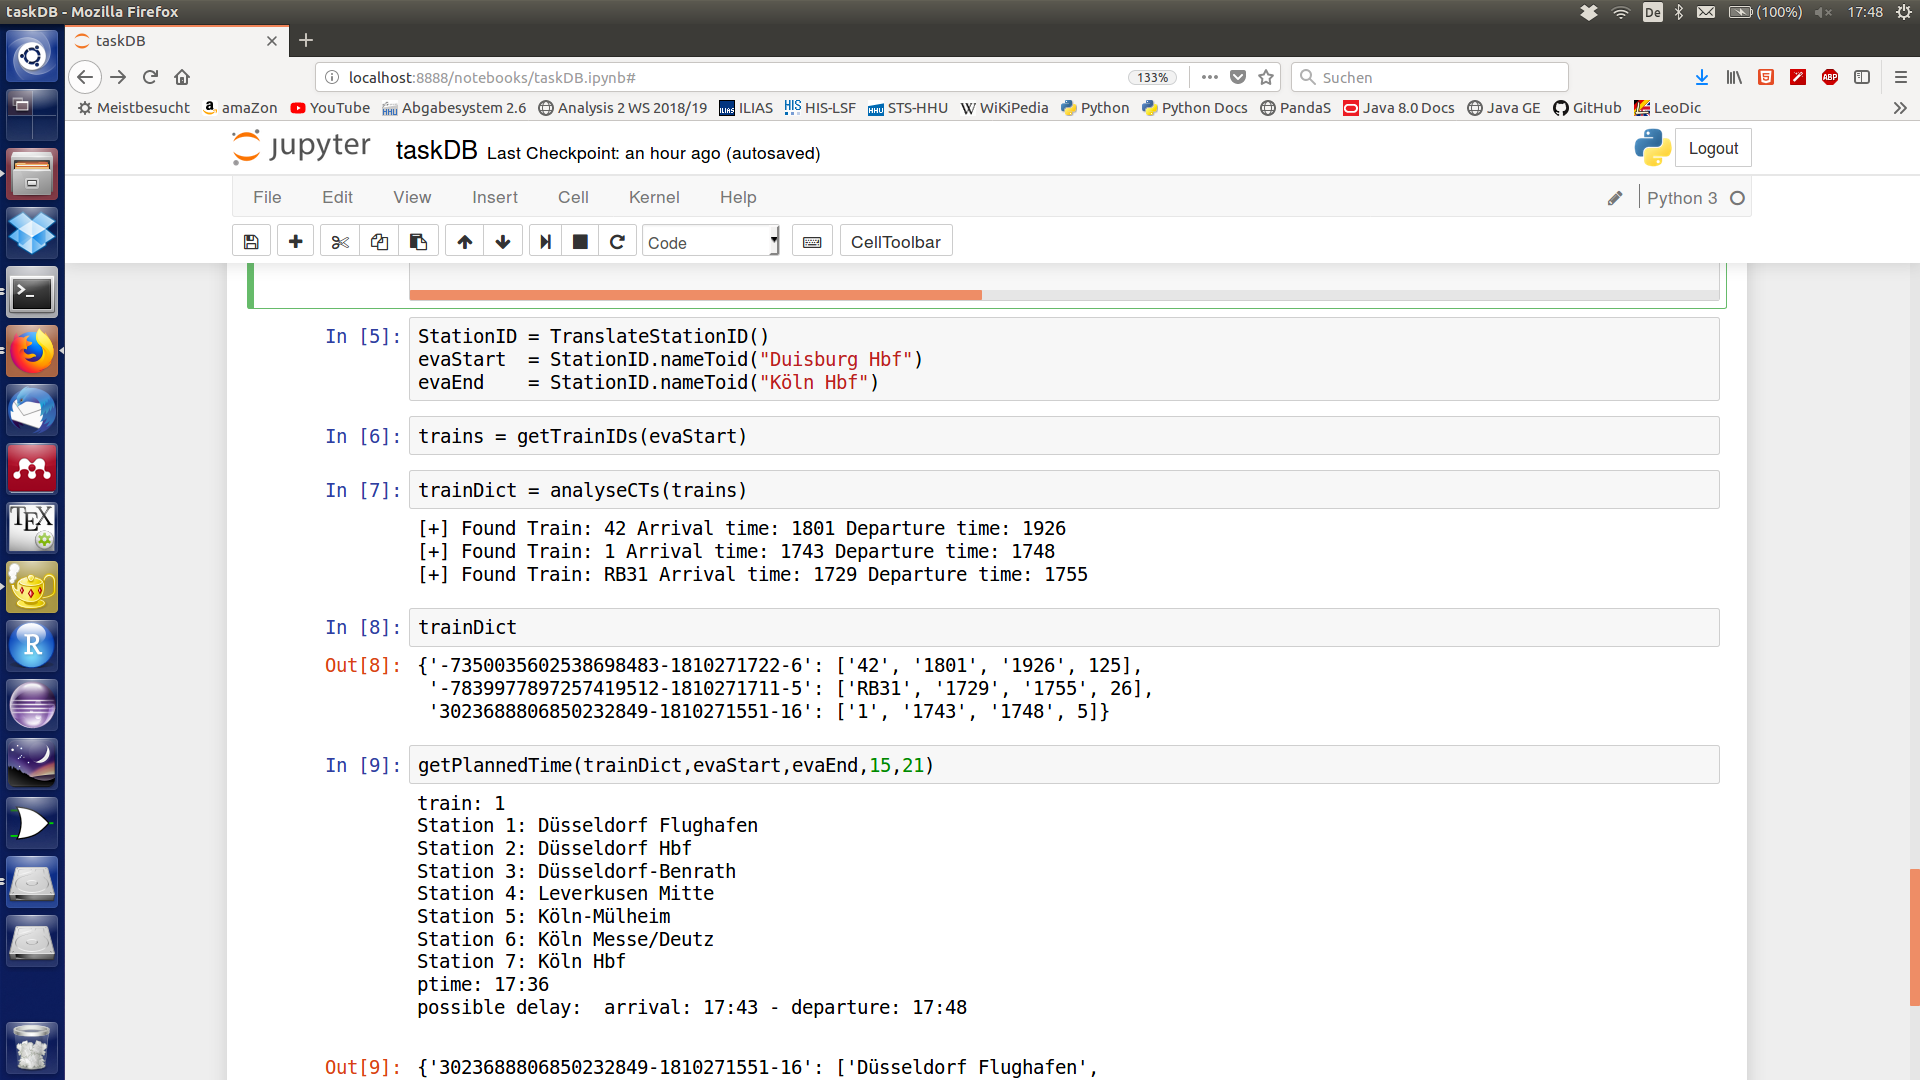 taskDB - Mozilla Firefox
De
(100%)
17:48
taskDB
localhost:8888/notebooks/taskDB.ipynb#
133%
Suchen
ABP
Meistbesucht
amaZon
YouTube
Abgabesystem 2.6
Analysis 2 WS 2018/19
ILIAS
HIS-LSF
STS-HHU
WiKiPedia
Python
Python Docs
PandaS
Java 8.0 Docs
Java GE
GitHub
LeoDic
jupyter
taskDB Last Checkpoint: an hour ago (autosaved)
Logout
File Edit View Insert Cell Kernel Help
Python 3
Code
CellToolbar
In [5]: StationID = TranslateStationID()
evaStart  = StationID.nameToid("Duisburg Hbf")
evaEnd    = StationID.nameToid("Köln Hbf")
In [6]: trains = getTrainIDs(evaStart)
In [7]: trainDict = analyseCTs(trains)
[+] Found Train: 42 Arrival time: 1801 Departure time: 1926
[+] Found Train: 1 Arrival time: 1743 Departure time: 1748
[+] Found Train: RB31 Arrival time: 1729 Departure time: 1755
In [8]: trainDict
Out[8]: {'-7350035602538698483-1810271722-6': ['42', '1801', '1926', 125],
'-7839977897257419512-1810271711-5': ['RB31', '1729', '1755', 26],
'3023688806850232849-1810271551-16': ['1', '1743', '1748', 5]}
In [9]: getPlannedTime(trainDict,evaStart,evaEnd,15,21)
train: 1
Station 1: Düsseldorf Flughafen
Station 2: Düsseldorf Hbf
Station 3: Düsseldorf-Benrath
Station 4: Leverkusen Mitte
Station 5: Köln-Mülheim
Station 6: Köln Messe/Deutz
Station 7: Köln Hbf
ptime: 17:36
possible delay:  arrival: 17:43 - departure: 17:48
Out[9]: {'3023688806850232849-1810271551-16': ['Düsseldorf Flughafen',
TEX
R